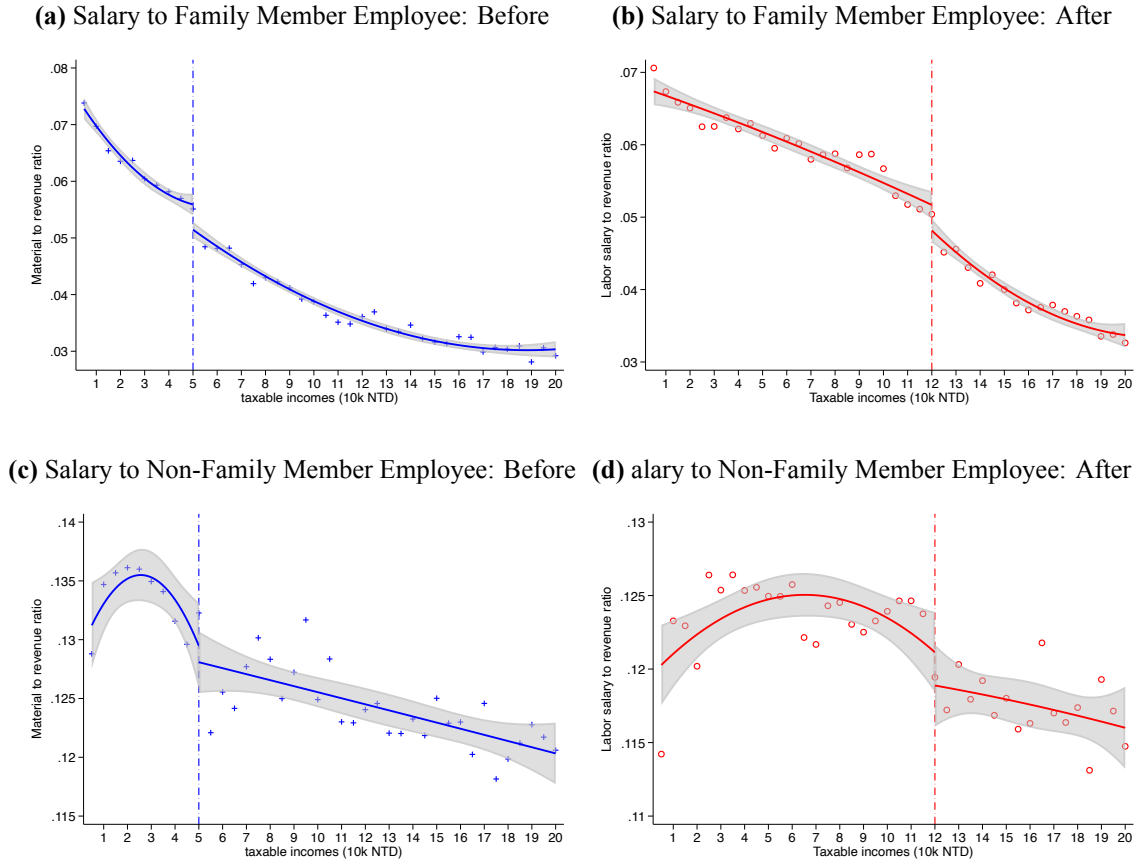 (a) Salary to Family Member Employee: Before
Material to revenue ratio
.08
.07
.06
.05
.04
.03
1 2 3 4 5 6 7 8 9 10 11 12 13 14 15 16 17 18 19 20
taxable incomes (10k NTD)
(b) Salary to Family Member Employee: After
Labor salary to revenue ratio
.07
.06
.05
.04
.03
1 2 3 4 5 6 7 8 9 10 11 12 13 14 15 16 17 18 19 20
Taxable incomes (10k NTD)
(c) Salary to Non-Family Member Employee: Before
Material to revenue ratio
.14
.135
.13
.125
.12
.115
1 2 3 4 5 6 7 8 9 10 11 12 13 14 15 16 17 18 19 20
taxable incomes (10k NTD)
(d) alary to Non-Family Member Employee: After
Labor salary to revenue ratio
.13
.125
.12
.115
.11
1 2 3 4 5 6 7 8 9 10 11 12 13 14 15 16 17 18 19 20
Taxable incomes (10k NTD)